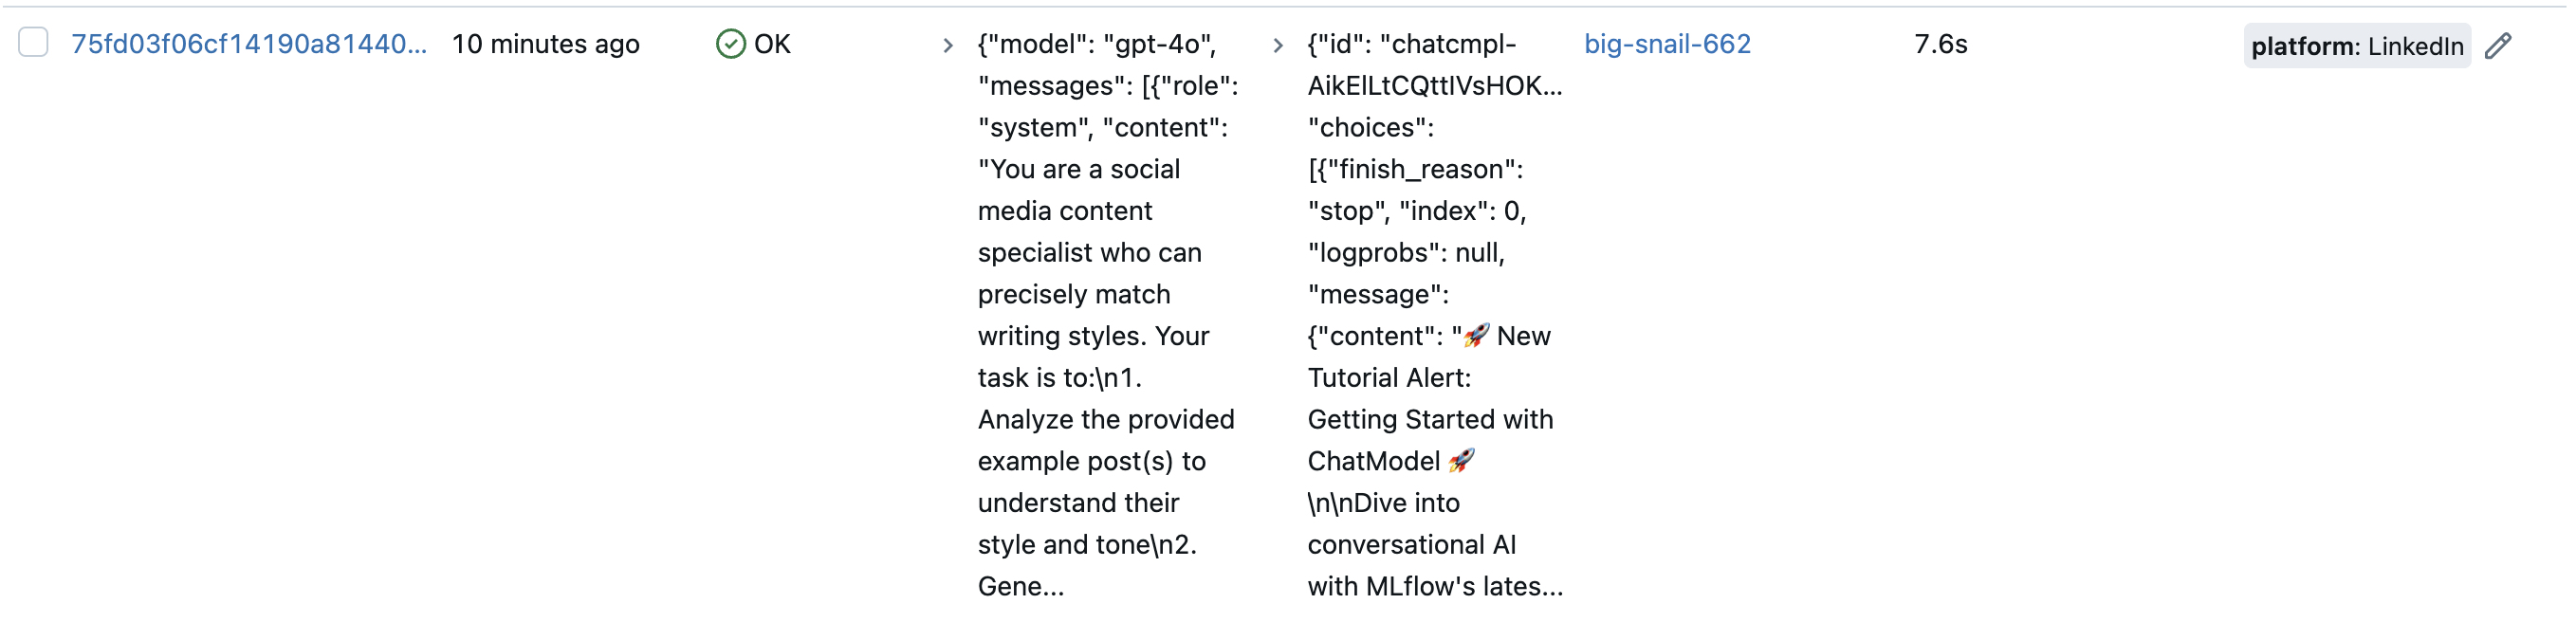 75fd03f06cf14190a81440...
10 minutes ago
OK
{"model": "gpt-4o",
"messages": [{"role":
"system", "content":
"You are a social
media content
specialist who can
precisely match
writing styles. Your
task is to:\n1.
Analyze the provided
example post(s) to
understand their
style and tone\n2.
Gene...
{"id": "chatcmpl-
AikElLtCQttIVsHOK...
"choices":
[{"finish_reason":
"stop", "index": 0,
"logprobs": null,
"message":
{"content": "🚀 New
Tutorial Alert:
Getting Started with
ChatModel 🚀
\n\nDive into
conversational AI
with MLflow's lates...
big-snail-662
7.6s
platform: LinkedIn